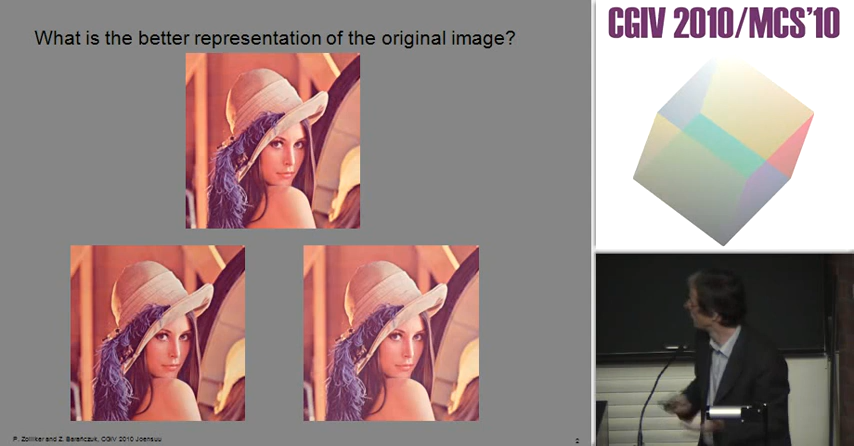 What is the better representation of the original image?
CGIV 2010/MCS'10
P. Zolliker and Z. Barańczuk, CGIV 2010 Joensuu
2